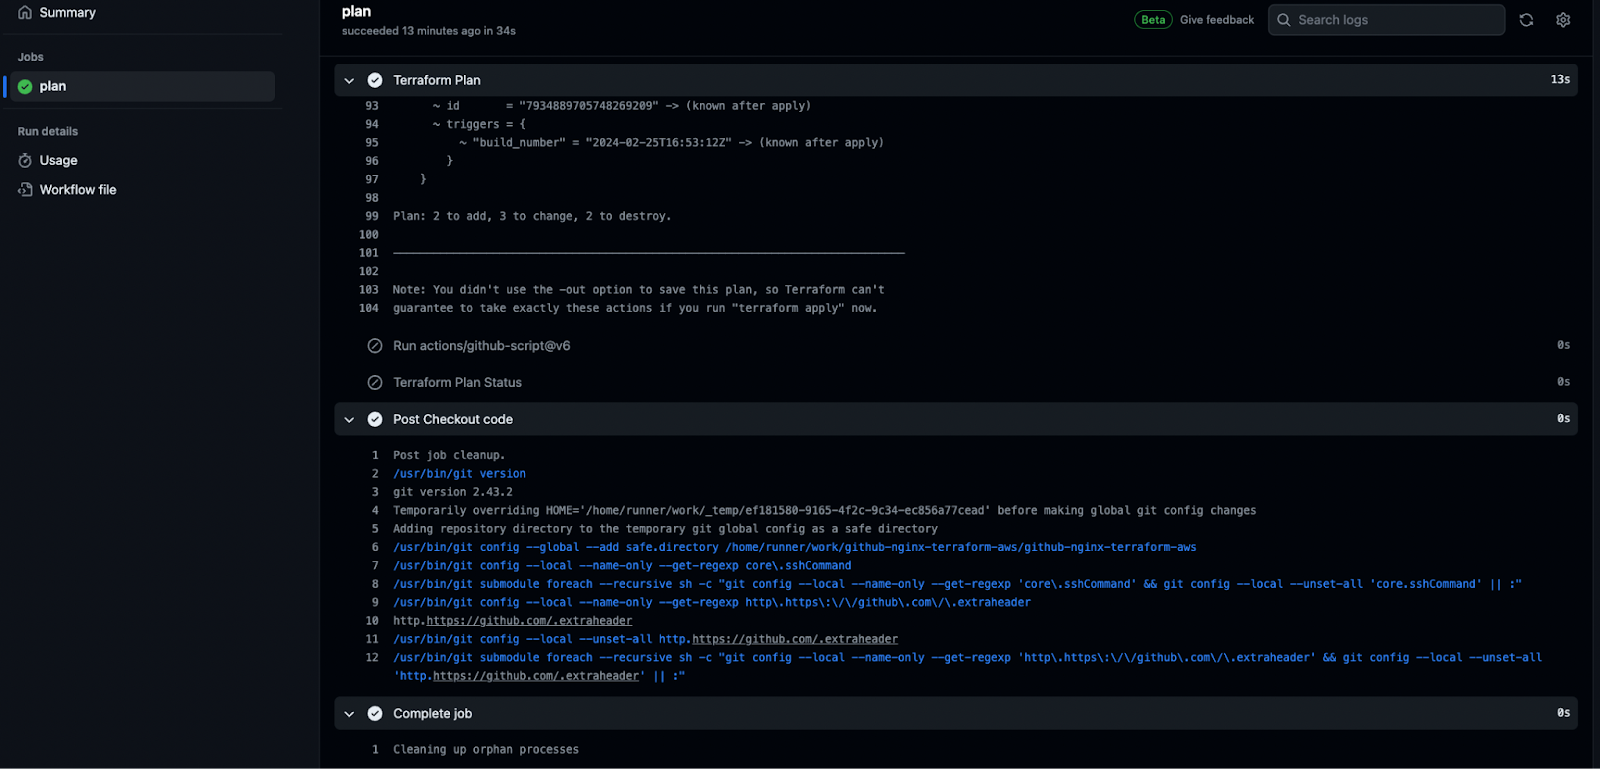 Summary
Jobs
plan
Run details
Usage
Workflow file
plan
succeeded 13 minutes ago in 34s
Beta Give feedback
Search logs
Terraform Plan 13s
93 ~ id = "7934889705748269209" -> (known after apply)
94 ~ triggers = {
95 ~ "build_number" = "2024-02-25T16:53:12Z" -> (known after apply)
96 }
97 }
98
99 Plan: 2 to add, 3 to change, 2 to destroy.
100
101 ─────────────────────────────────────────────────────────────────────────────
102
103 Note: You didn't use the -out option to save this plan, so Terraform can't
104 guarantee to take exactly these actions if you run "terraform apply" now.
Run actions/github-script@v6 0s
Terraform Plan Status 0s
Post Checkout code 0s
1 Post job cleanup.
2 /usr/bin/git version
3 git version 2.43.2
4 Temporarily overriding HOME='/home/runner/work/_temp/ef181580-9165-4f2c-9c34-ec856a77cead' before making global git config changes
5 Adding repository directory to the temporary git global config as a safe directory
6 /usr/bin/git config --global --add safe.directory /home/runner/work/github-nginx-terraform-aws/github-nginx-terraform-aws
7 /usr/bin/git config --local --name-only --get-regexp core\.sshCommand
8 /usr/bin/git submodule foreach --recursive sh -c "git config --local --name-only --get-regexp 'core\.sshCommand' && git config --local --unset-all 'core.sshCommand' || :"
9 /usr/bin/git config --local --name-only --get-regexp http\.https\:\/\/github\.com\/\.extraheader
10 http.https://github.com/.extraheader
11 /usr/bin/git config --local --unset-all http.https://github.com/.extraheader
12 /usr/bin/git submodule foreach --recursive sh -c "git config --local --name-only --get-regexp 'http\.https\:\/\/github\.com\/\.extraheader' && git config --local --unset-all
'http.https://github.com/.extraheader' || :"
Complete job 0s
1 Cleaning up orphan processes